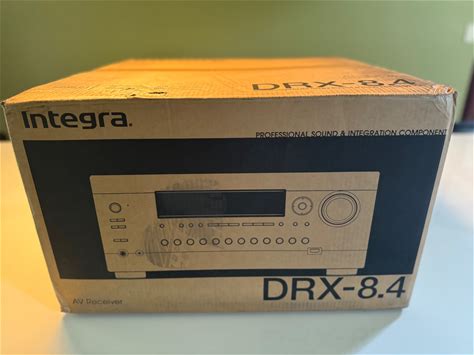 DRX-8.4
Integra.
PROFESSIONAL SOUND & INTEGRATION COMPONENT
DRX-8.4
AV Receiver